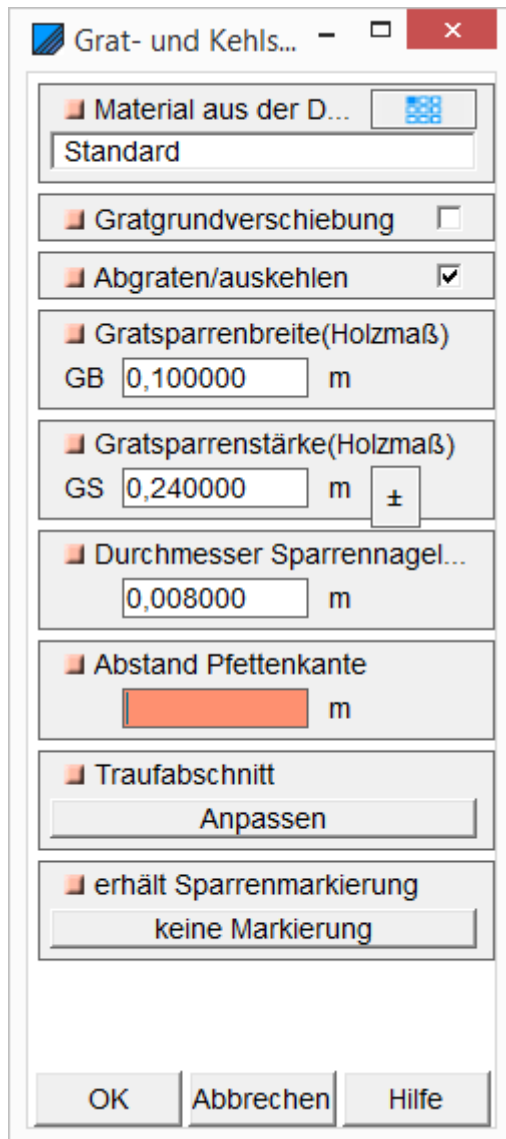 Grat- und Kehls...
Material aus der D...
Standard
Gratgrundverschiebung
Abgraten/auskehlen
Gratsparrenbreite(Holzmaß)
GB 0,100000 m
Gratsparrenstärke(Holzmaß)
GS 0,240000 m ±
Durchmesser Sparrennagel...
0,008000 m
Abstand Pfettenkante
m
Traufabschnitt
Anpassen
erhält Sparrenmarkierung
keine Markierung
OK Abbrechen Hilfe